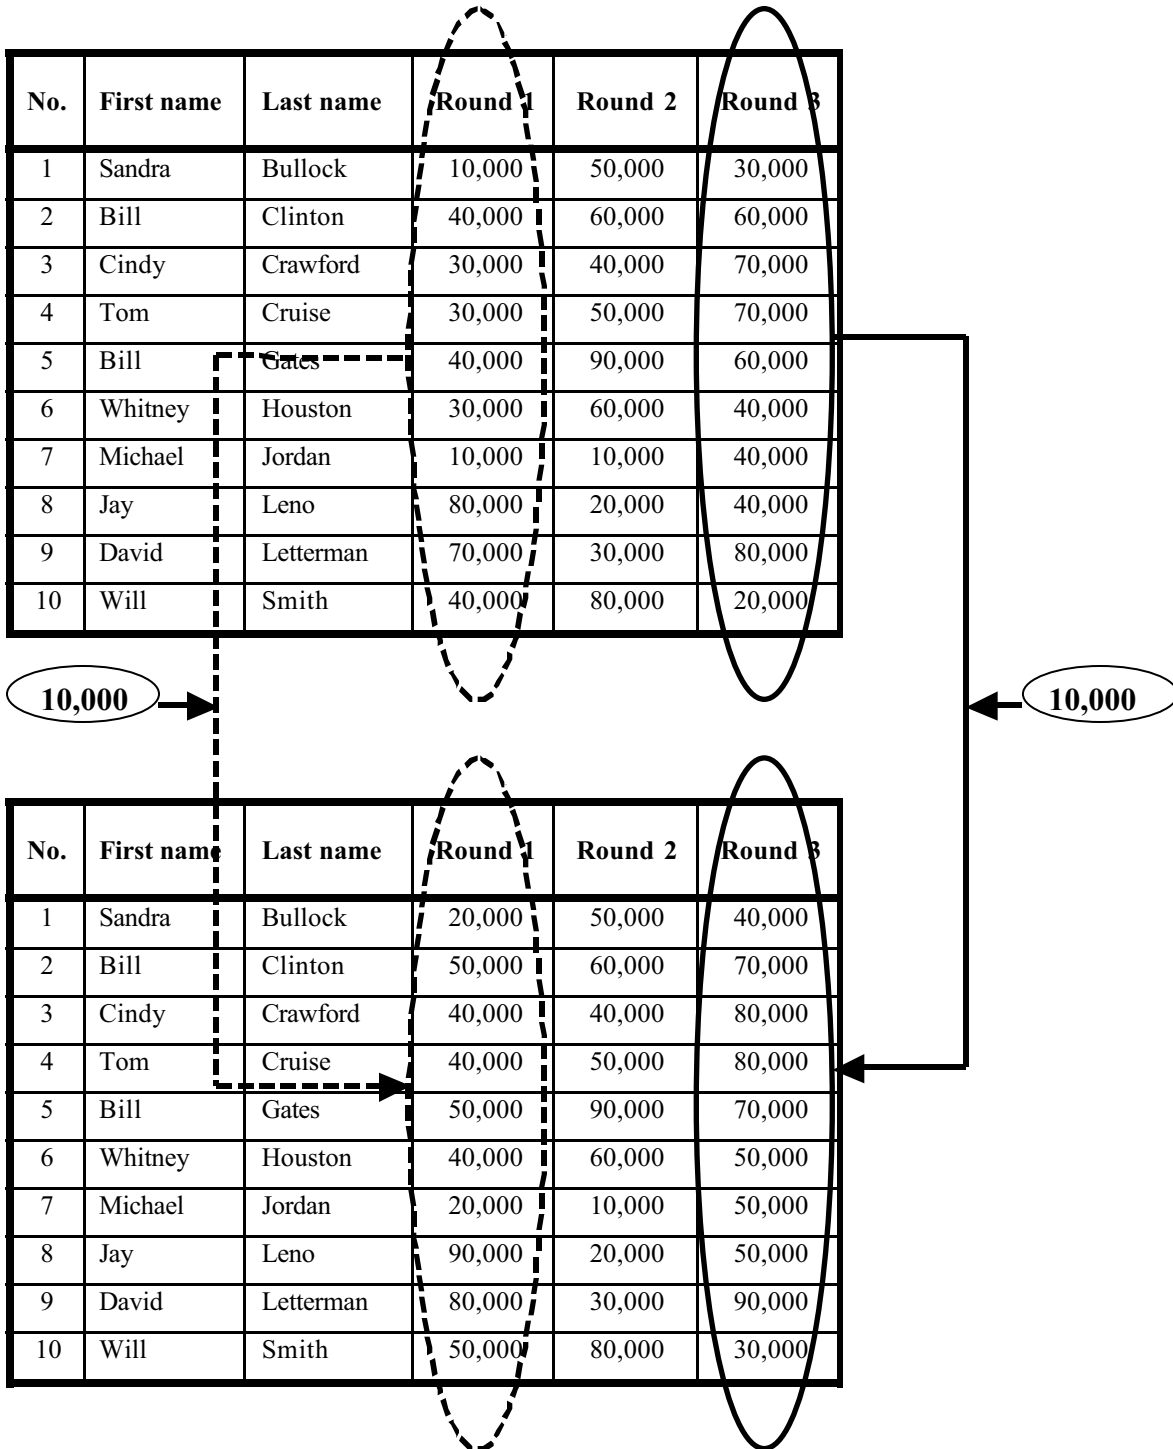 No. First name Last name Round 1 Round 2 Round 3
1 Sandra Bullock 10,000 50,000 30,000
2 Bill Clinton 40,000 60,000 60,000
3 Cindy Crawford 30,000 40,000 70,000
4 Tom Cruise 30,000 50,000 70,000
5 Bill Gates 40,000 90,000 60,000
6 Whitney Houston 30,000 60,000 40,000
7 Michael Jordan 10,000 10,000 40,000
8 Jay Leno 80,000 20,000 40,000
9 David Letterman 70,000 30,000 80,000
10 Will Smith 40,000 80,000 20,000
10,000 10,000
No. First name Last name Round 1 Round 2 Round 3
1 Sandra Bullock 20,000 50,000 40,000
2 Bill Clinton 50,000 60,000 70,000
3 Cindy Crawford 40,000 40,000 80,000
4 Tom Cruise 40,000 50,000 80,000
5 Bill Gates 50,000 90,000 70,000
6 Whitney Houston 40,000 60,000 50,000
7 Michael Jordan 20,000 10,000 50,000
8 Jay Leno 90,000 20,000 50,000
9 David Letterman 80,000 30,000 90,000
10 Will Smith 50,000 80,000 30,000